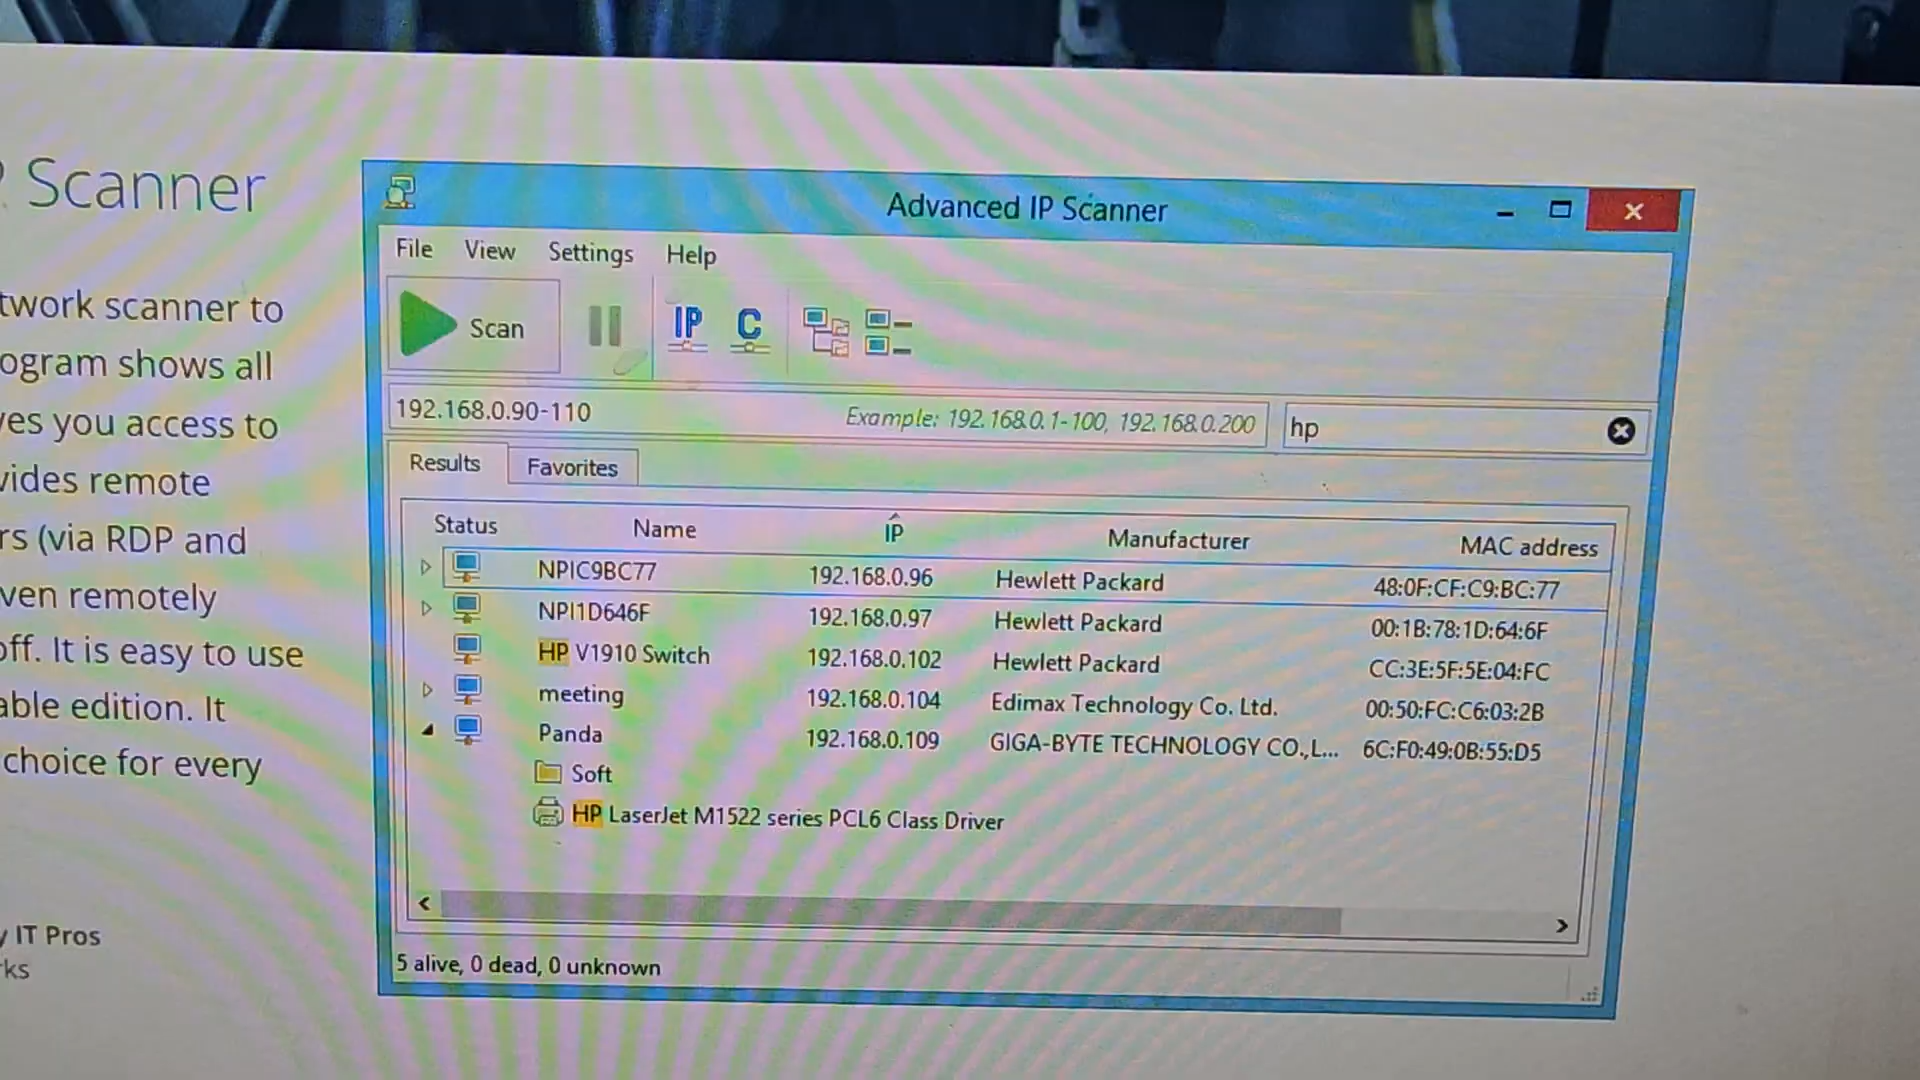 Scanner
twork scanner to
ogram shows all
es you access to
vides remote
rs (via RDP and
ven remotely
off. It is easy to use
able edition. It
choice for every
y IT Pros
rks
Advanced IP Scanner
File View Settings Help
Scan IP C
192.168.0.90-110 Example: 192.168.0.1-100, 192.168.0.200 hp
Results Favorites
Status Name IP Manufacturer MAC address
NPIC9BC77 192.168.0.96 Hewlett Packard 48:0F:CF:C9:BC:77
NPI1D646F 192.168.0.97 Hewlett Packard 00:1B:78:1D:64:6F
HP V1910 Switch 192.168.0.102 Hewlett Packard CC:3E:5F:5E:04:FC
meeting 192.168.0.104 Edimax Technology Co. Ltd. 00:50:FC:C6:03:2B
Panda 192.168.0.109 GIGA-BYTE TECHNOLOGY CO.,L... 6C:F0:49:0B:55:D5
Soft
HP LaserJet M1522 series PCL6 Class Driver
5 alive, 0 dead, 0 unknown